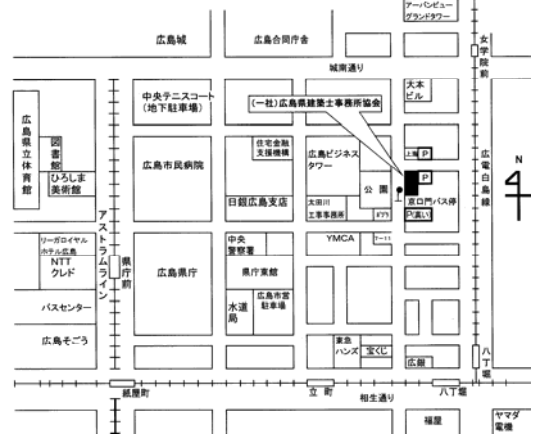 アーバンビュー
グランドタワー
広島城
広島合同庁舎
女学院前
城南通り
中央テニスコート
(地下駐車場)
大本
ビル
(一社)広島県建築士事務所協会
広島県立体育館
図書館
ひろしま
美術館
広島市民病院
住宅金融
支援機構
広島ビジネス
タワー
上海
P
広電白島線
N
公園
P
日銀広島支店
太田川
工事事務所
ポプラ
京口門バス停
P(高い)
アストラムライン
リーガロイヤル
ホテル広島
NTT
クレド
県庁前
広島県庁
中央
警察署
YMCA
T-11
県庁東館
バスセンター
水道局
広島市営
駐車場
広島そごう
東急
ハンズ
宝くじ
広銀
八丁堀
紙屋町
立町
相生通り
八丁堀
福屋
ヤマダ
電機